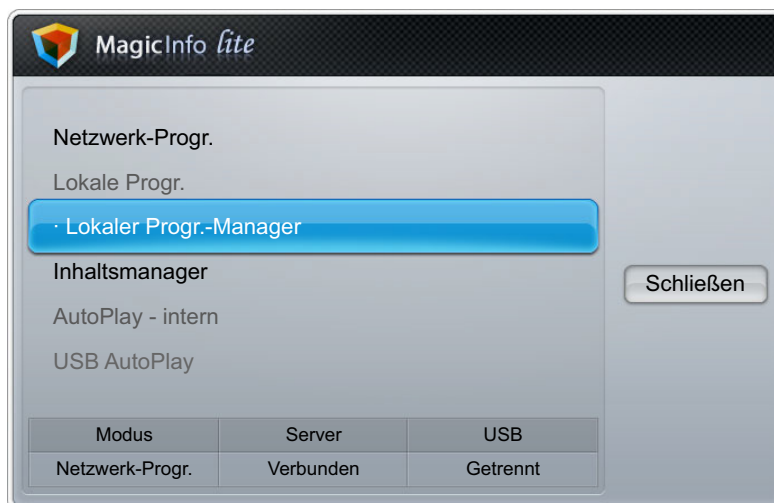 MagicInfo lite
Netzwerk-Progr.
Lokale Progr.
· Lokaler Progr.-Manager
Inhaltsmanager
AutoPlay - intern
USB AutoPlay
Schließen
Modus Server USB
Netzwerk-Progr. Verbunden Getrennt